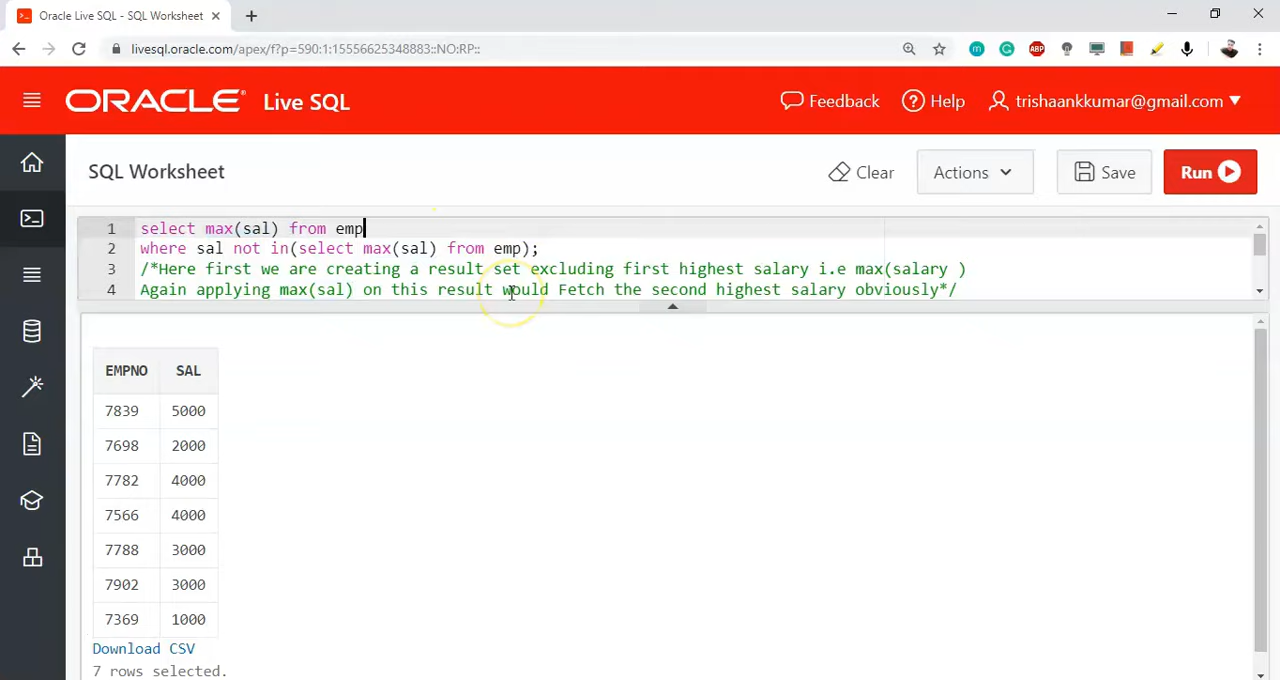 Oracle Live SQL - SQL Worksheet
livesql.oracle.com/apex/f?p=590:1:15556625348883::NO:RP::
ABP
ORACLE Live SQL
Feedback
Help
trishaankkumar@gmail.com
SQL Worksheet
Clear
Actions
Save
Run
1 select max(sal) from emp
2 where sal not in(select max(sal) from emp);
3 /*Here first we are creating a result set excluding first highest salary i.e max(salary )
4 Again applying max(sal) on this result would Fetch the second highest salary obviously*/
EMPNO SAL
7839 5000
7698 2000
7782 4000
7566 4000
7788 3000
7902 3000
7369 1000
Download CSV
7 rows selected.